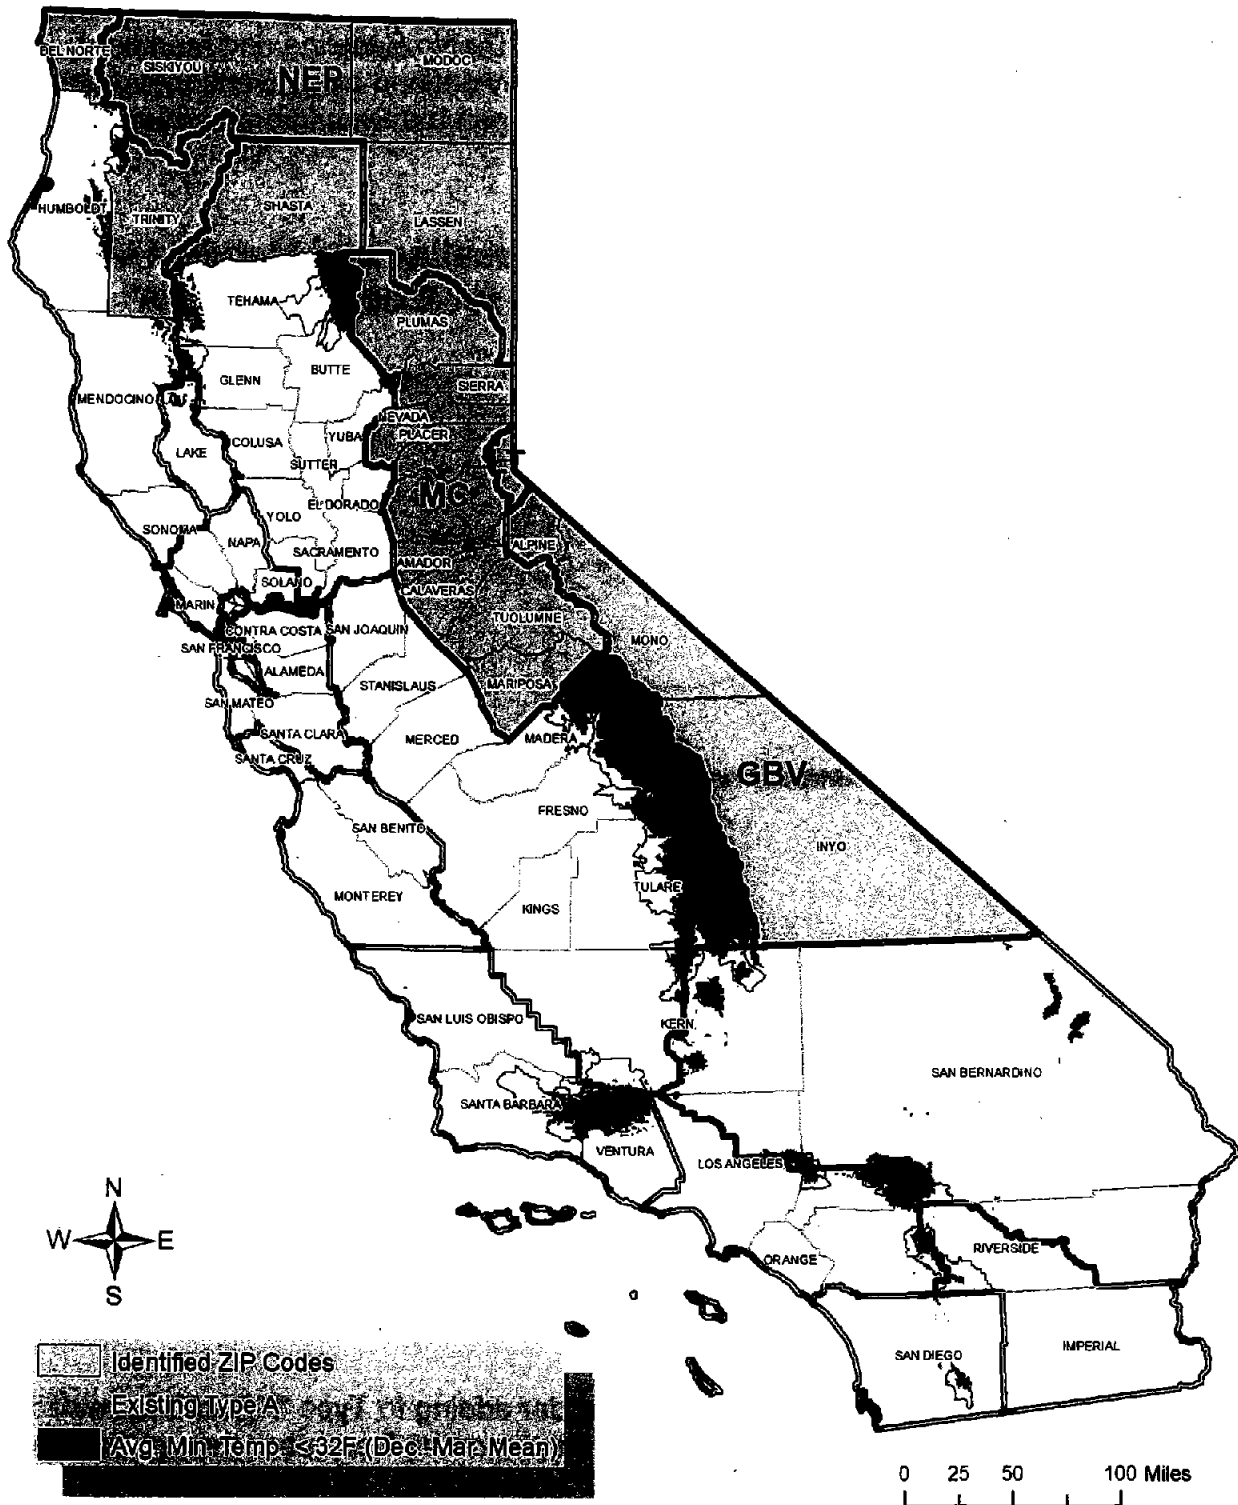 DEL NORTE
SISKIYOU
MODOC
NEP
HUMBOLDT
TRINITY
SHASTA
LASSEN
TEHAMA
PLUMAS
BUTTE
GLENN
SIERRA
MENDOCINO
NEVADA
PLACER
COLUSA
YUBA
LAKE
SUTTER
MC
EL DORADO
YOLO
SONOMA
NAPA
SACRAMENTO
ALPINE
AMADOR
SOLANO
CALAVERAS
MARIN
TUOLUMNE
CONTRA COSTA
SAN JOAQUIN
MONO
SAN FRANCISCO
ALAMEDA
STANISLAUS
MARIPOSA
SAN MATEO
SANTA CLARA
MERCED
MADERA
SANTA CRUZ
GBV
FRESNO
SAN BENITO
INYO
TULARE
MONTEREY
KINGS
SAN LUIS OBISPO
KERN
SAN BERNARDINO
SANTA BARBARA
VENTURA
LOS ANGELES
ORANGE
RIVERSIDE
SAN DIEGO
IMPERIAL
N
W E
S
Identified ZIP Codes
Existing Type A
Avg. Min. Temp. <32F (Dec.-Mar. Mean)
0 25 50 100 Miles